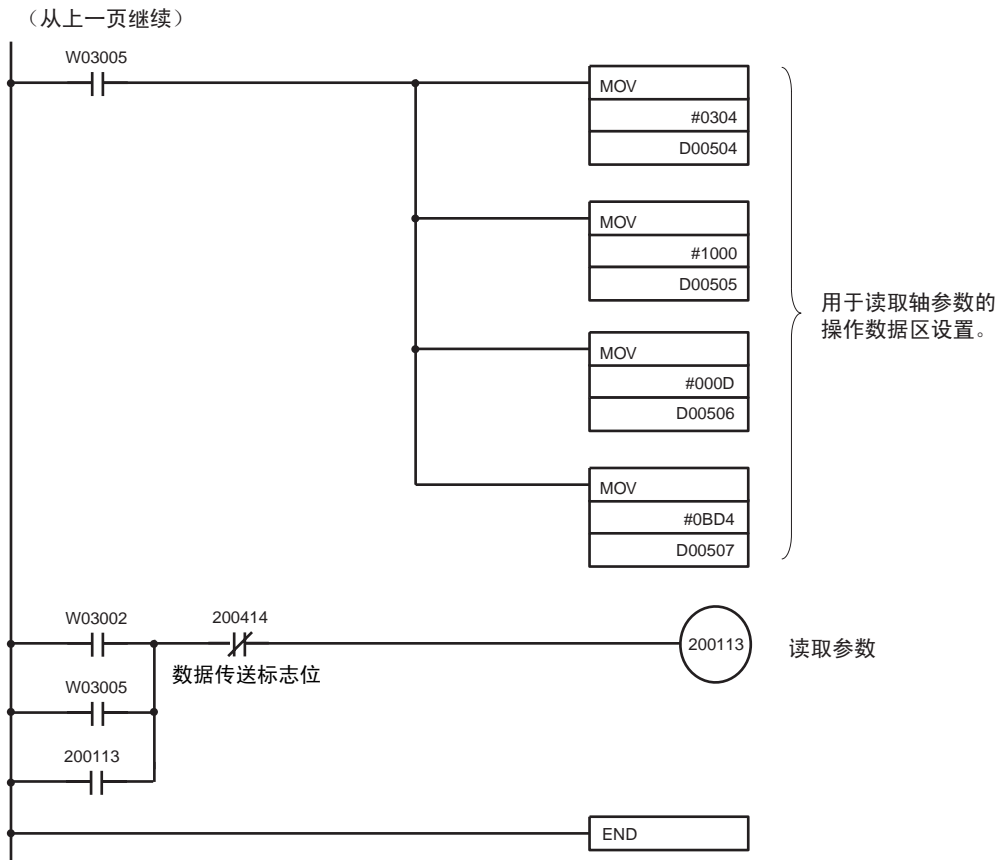 （从上一页继续）
W03005
MOV
#0304
D00504
MOV
#1000
D00505
用于读取轴参数的
操作数据区设置。
MOV
#000D
D00506
MOV
#0BD4
D00507
W03002
200414
200113
读取参数
数据传送标志位
W03005
200113
END